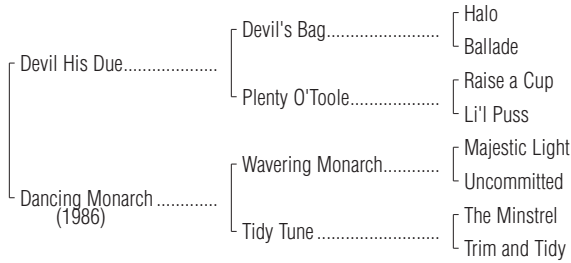 Halo
Devil's Bag........................
Ballade
Devil His Due....................
Raise a Cup
Plenty O'Toole...................
Li'l Puss
Majestic Light
Wavering Monarch............
Uncommitted
Dancing Monarch .............
(1986)
The Minstrel
Tidy Tune ..........................
Trim and Tidy